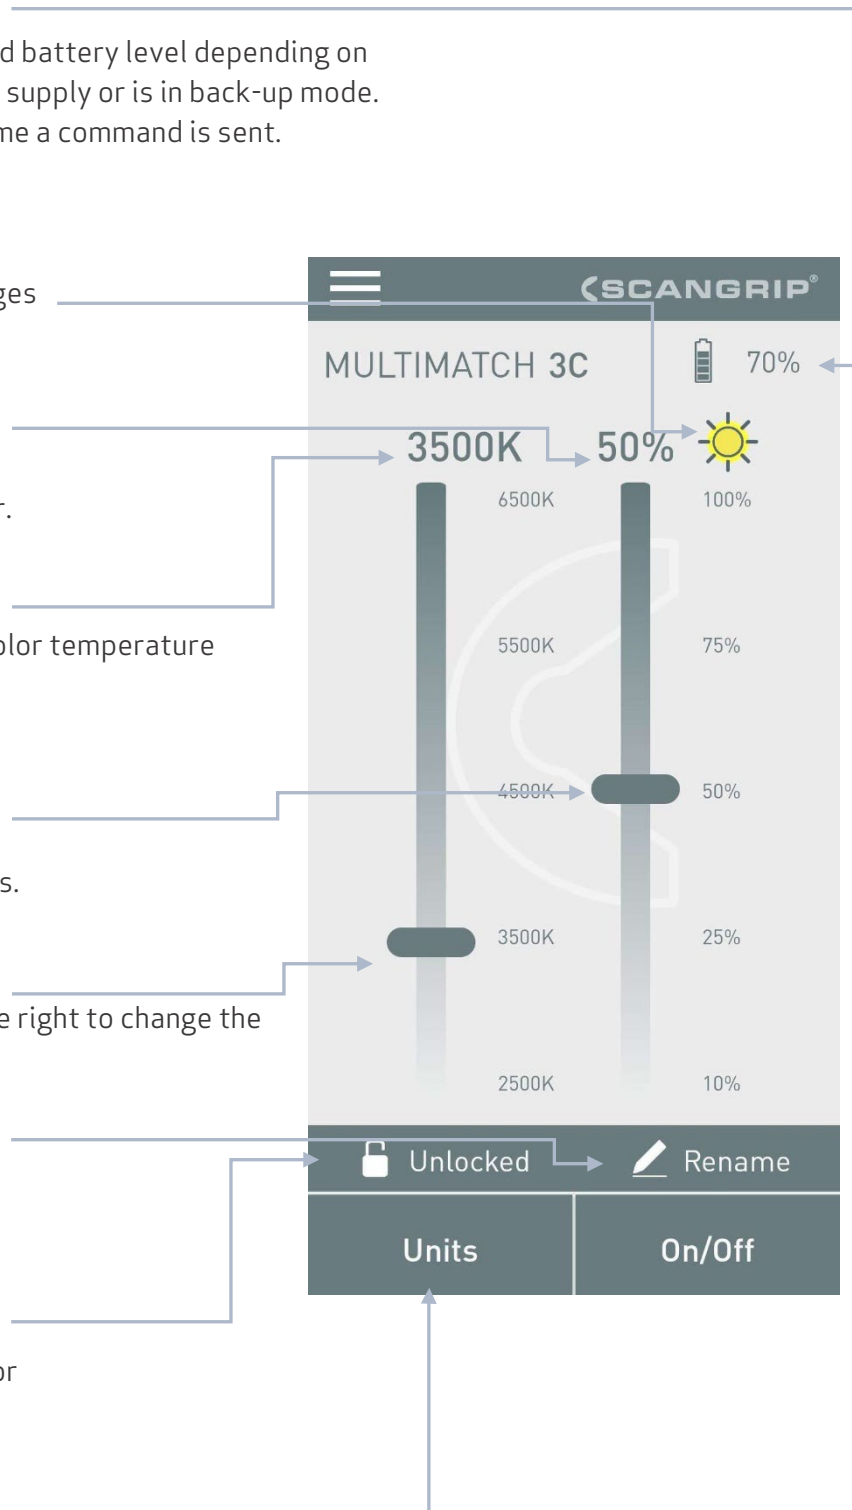 d battery level depending on
supply or is in back-up mode.
me a command is sent.
ges
r.
olor temperature
s.
e right to change the
or
SCANGRIP®
MULTIMATCH 3C
70%
3500K 50%
6500K 100%
5500K 75%
4500K 50%
3500K 25%
2500K 10%
Unlocked Rename
Units On/Off